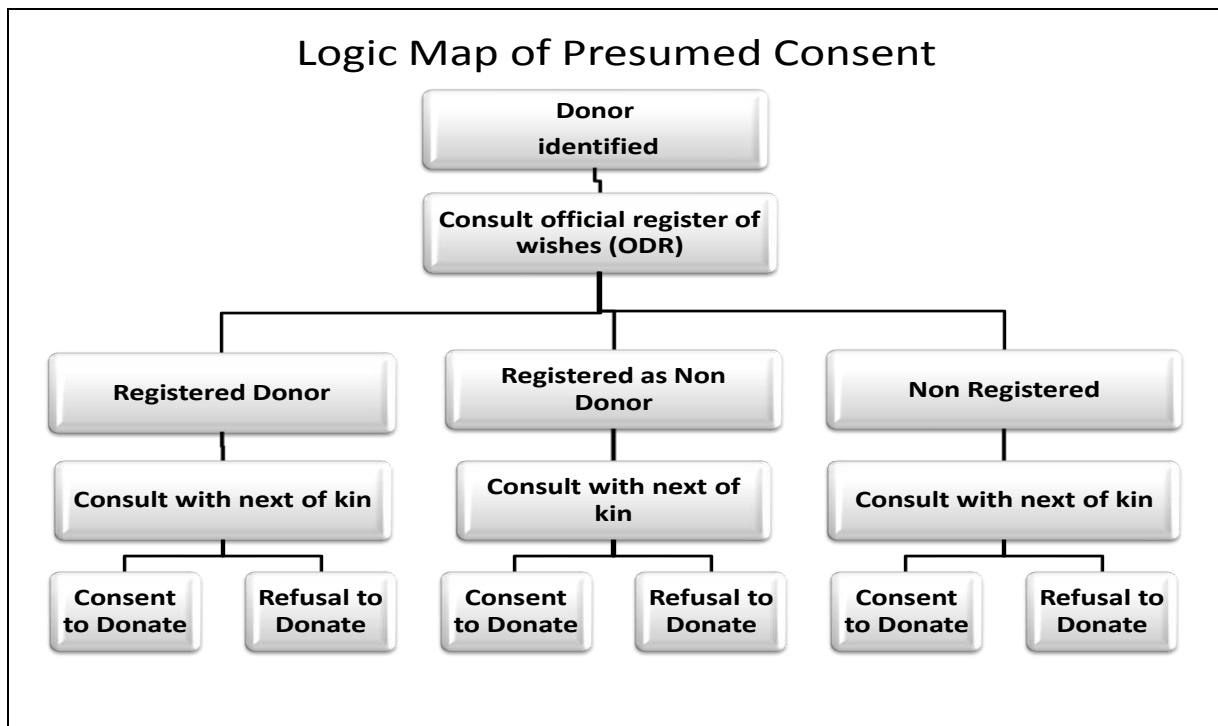 Logic Map of Presumed Consent
Donor
identified
Consult official register of
wishes (ODR)
Registered Donor
Registered as Non
Donor
Non Registered
Consult with next of kin
Consult with next of
kin
Consult with next of kin
Consent
to Donate
Refusal to
Donate
Consent
to Donate
Refusal to
Donate
Consent
to Donate
Refusal to
Donate